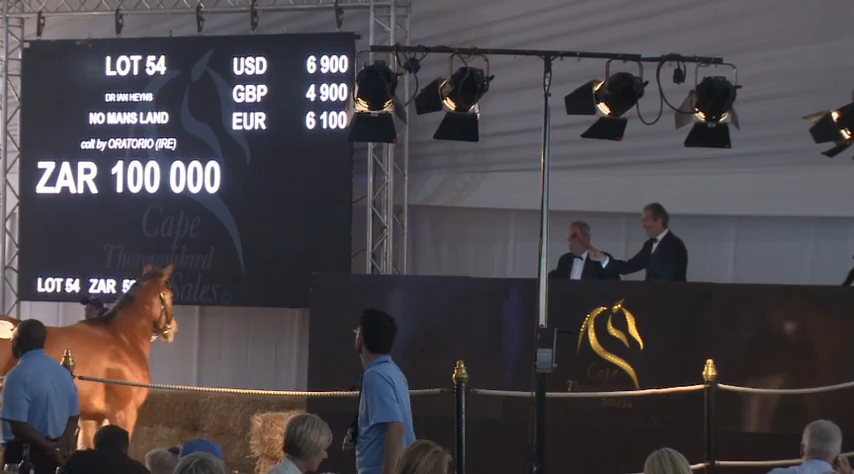 LOT 54
USD 6 900
DR IAN HEYNS
GBP 4 900
NO MANS LAND
EUR 6 100
colt by ORATORIO (IRE)
ZAR 100 000
Cape
Thoroughbred
Sales
LOT 54 ZAR
Cape